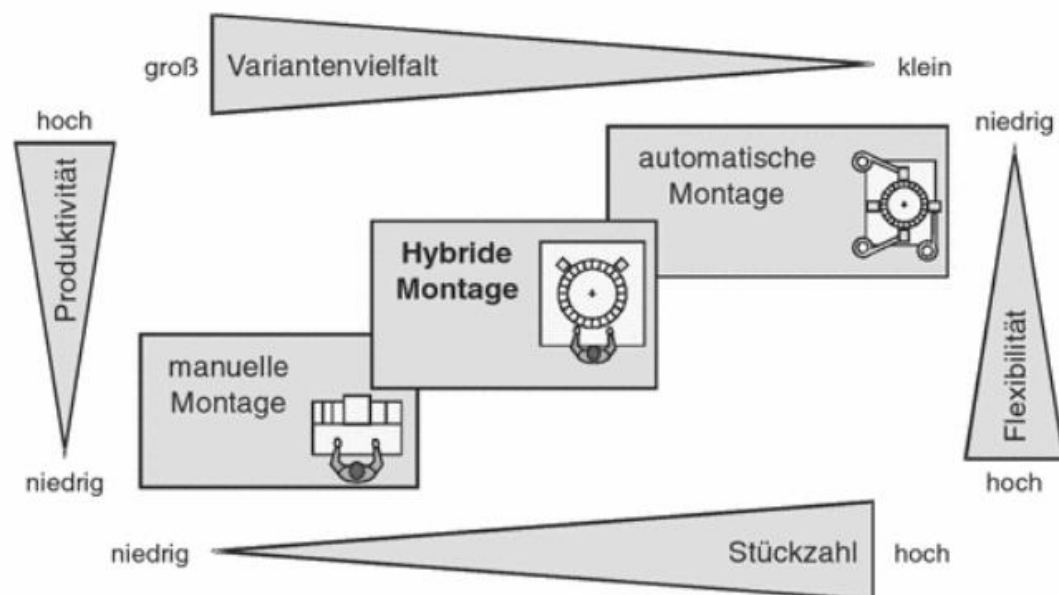 groß
Variantenvielfalt
klein
hoch
Produktivität
niedrig
niedrig
Flexibilität
hoch
automatische
Montage
Hybride
Montage
manuelle
Montage
niedrig
Stückzahl
hoch